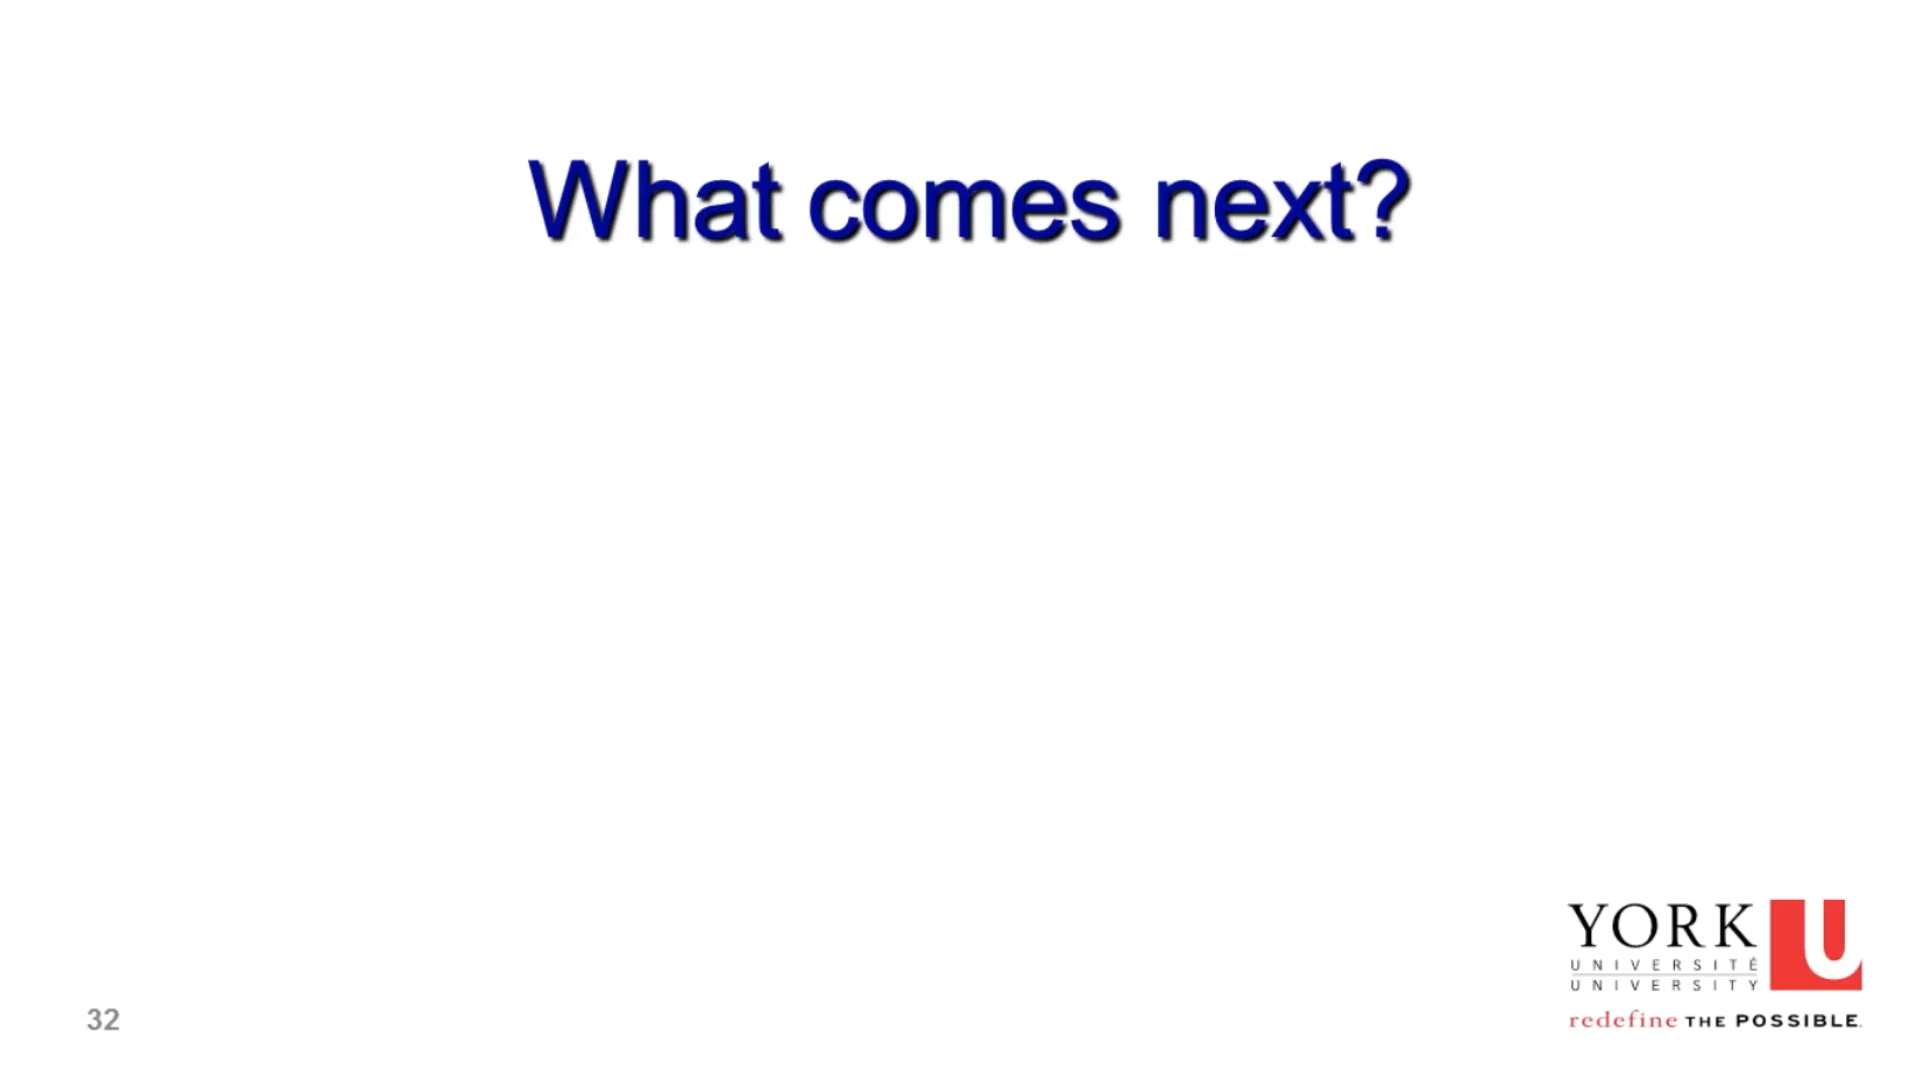 What comes next?
YORK U
UNIVERSITÉ
UNIVERSITY
redefine THE POSSIBLE.
32